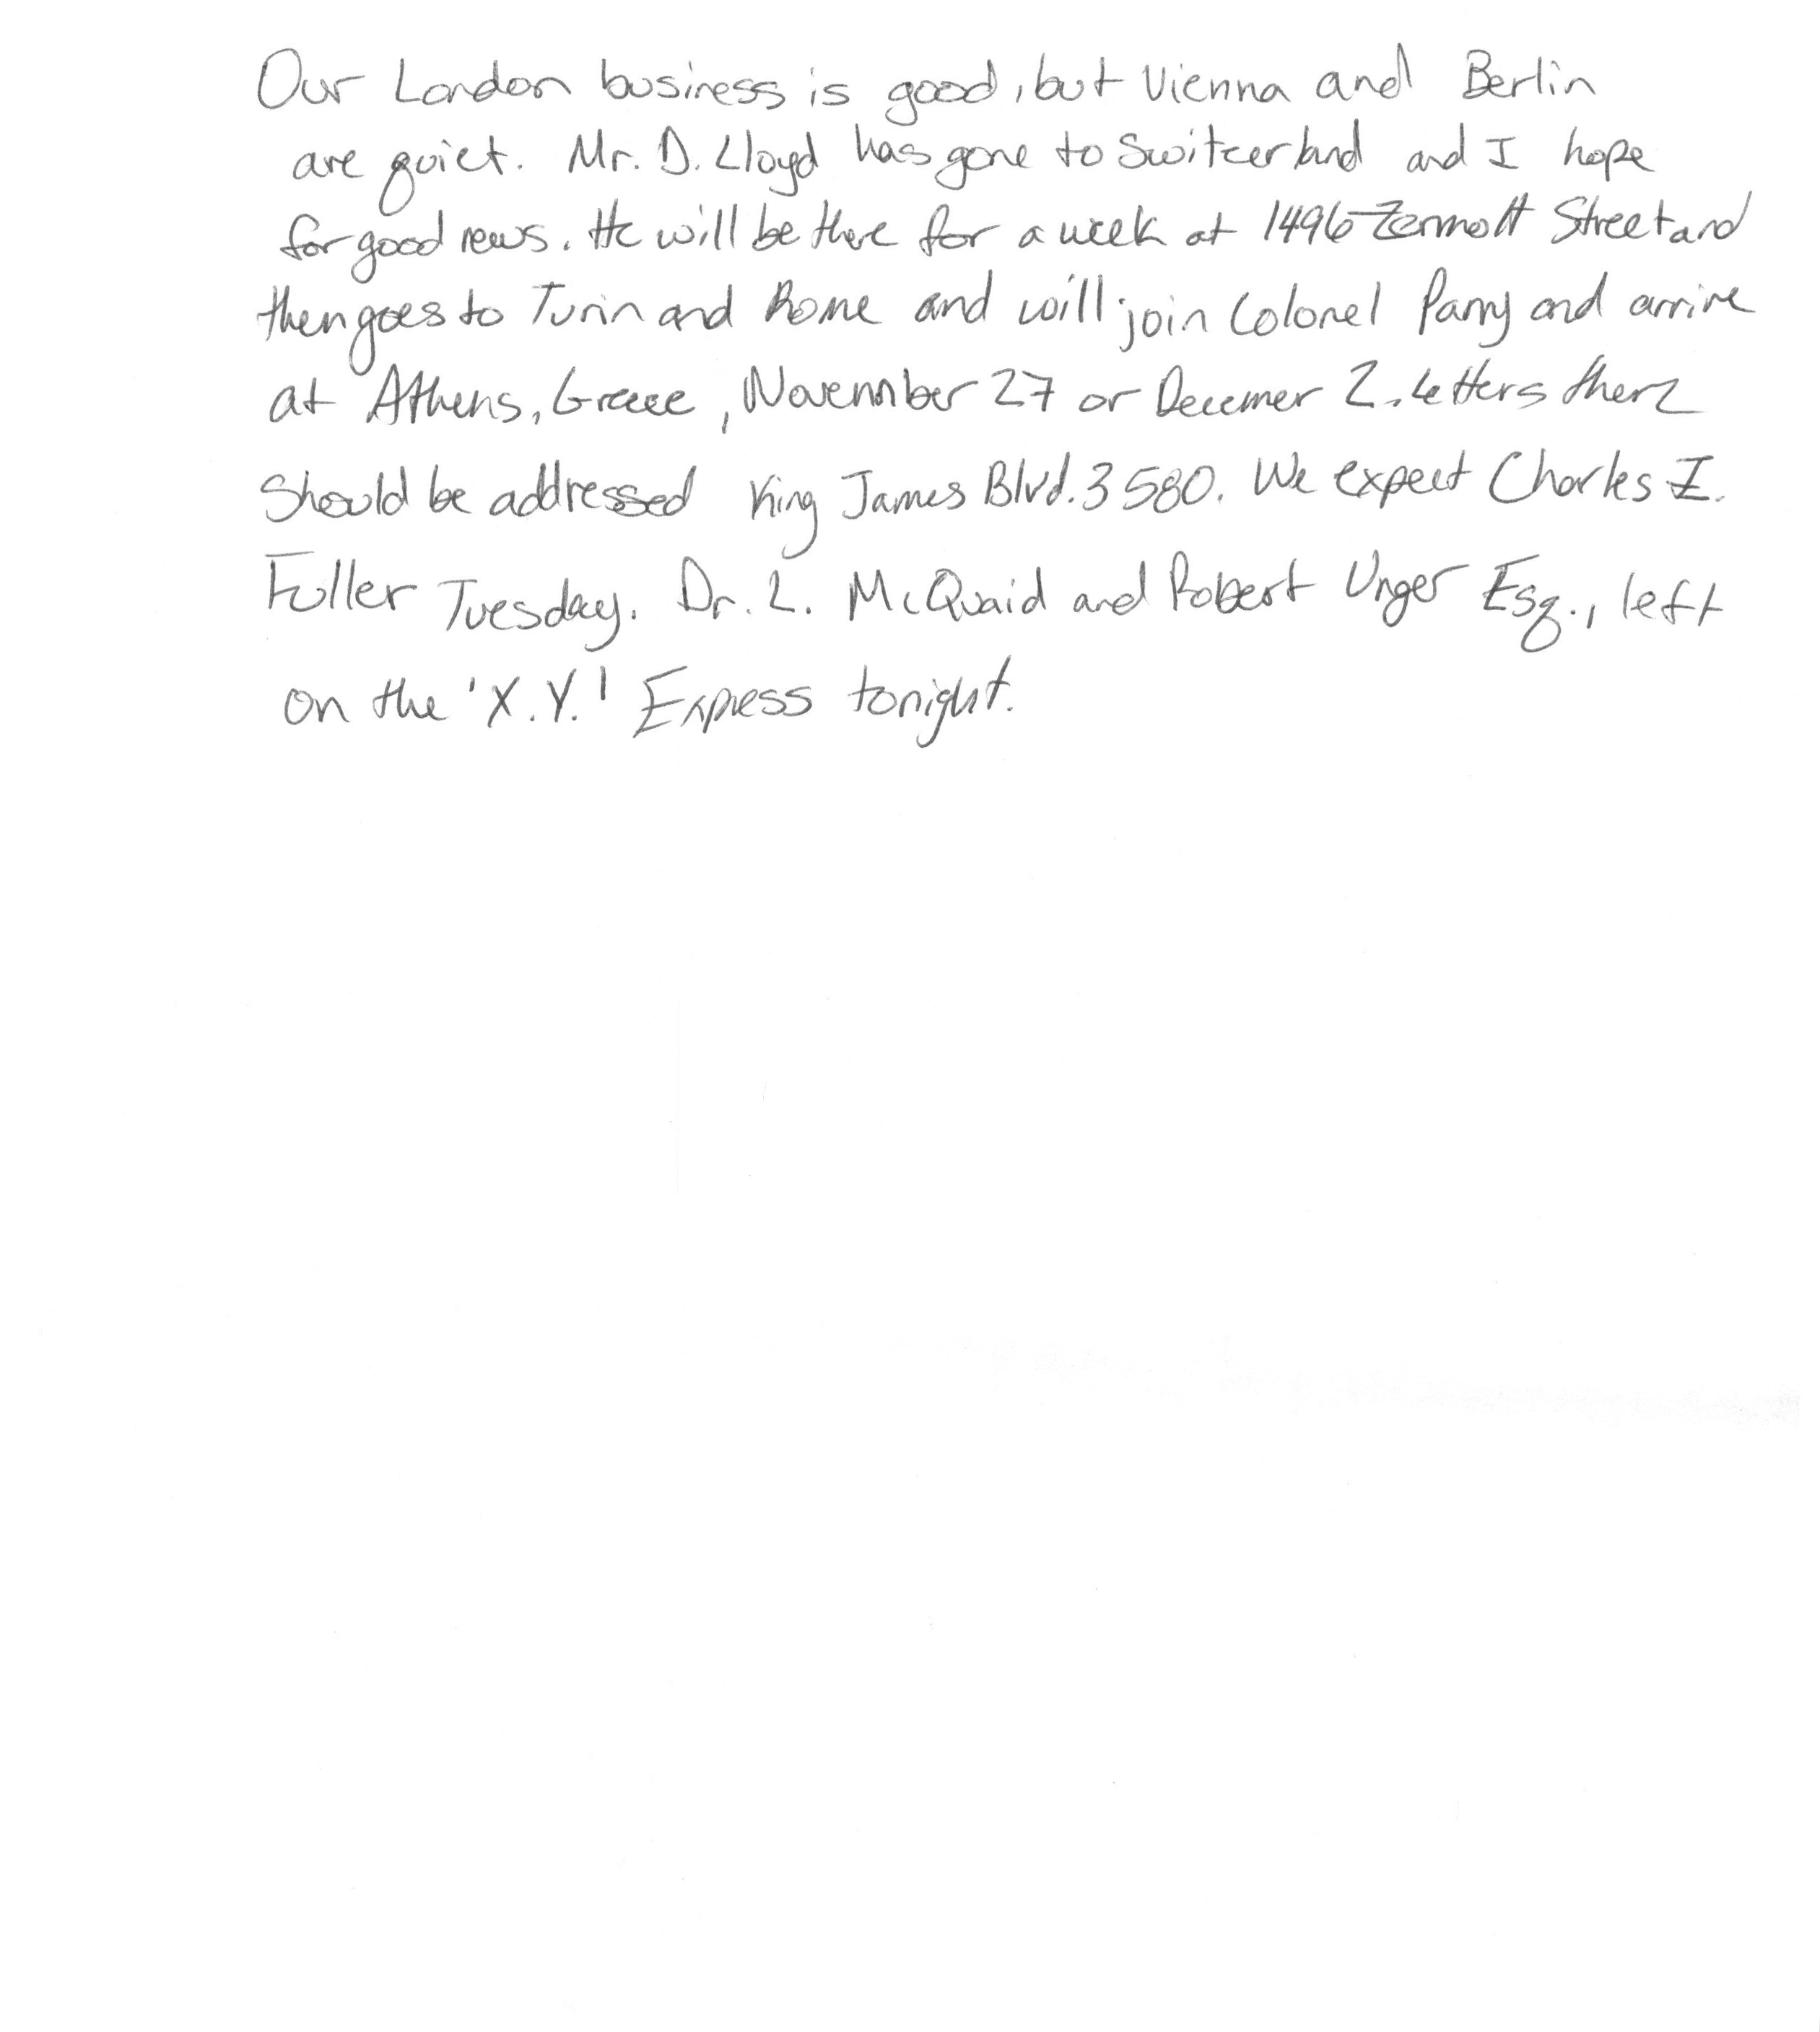 Our London business is good, but Vienna and Berlin
are quiet. Mr. D. Lloyd has gone to Switzerland and I hope
for good news. He will be there for a week at 1496 Zermott Street and
then goes to Turin and Rome and will join Colonel Parry and arrive
at Athens, Greece, November 27 or Decemer 2. Letters there
should be addressed King James Blvd. 3580. We expect Charles Z.
Fuller Tuesday. Dr. L. McQuaid and Robert Unger Esq., left
on the 'X.Y.' Express tonight.